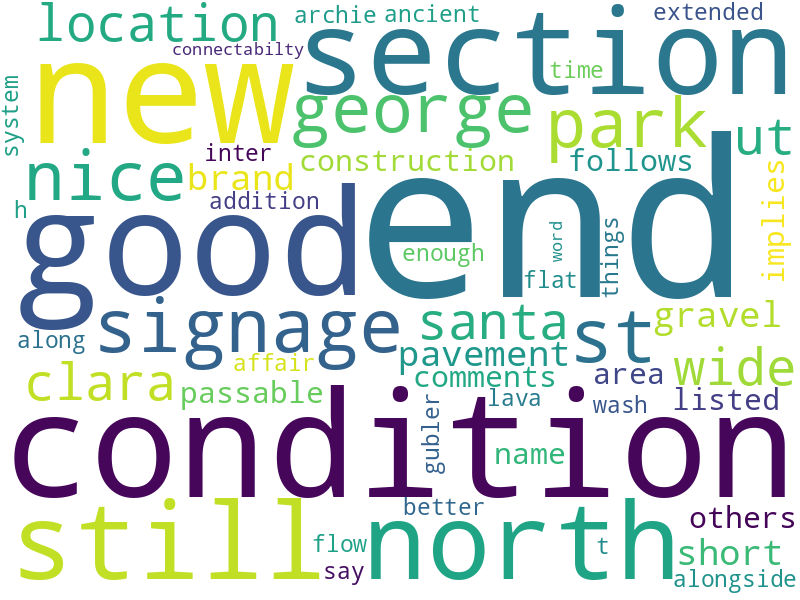 archie ancient extended
location
connectabilty
section
new
time
system
george park ut
inter construction follows
nice brand
addition
implies
h
good end
enough word things
flat
along signage santa st gravel
affair pavement
clara passable comments area wide
lava wash listed
gubler
condition name
better
still north others
flow t short
say alongside